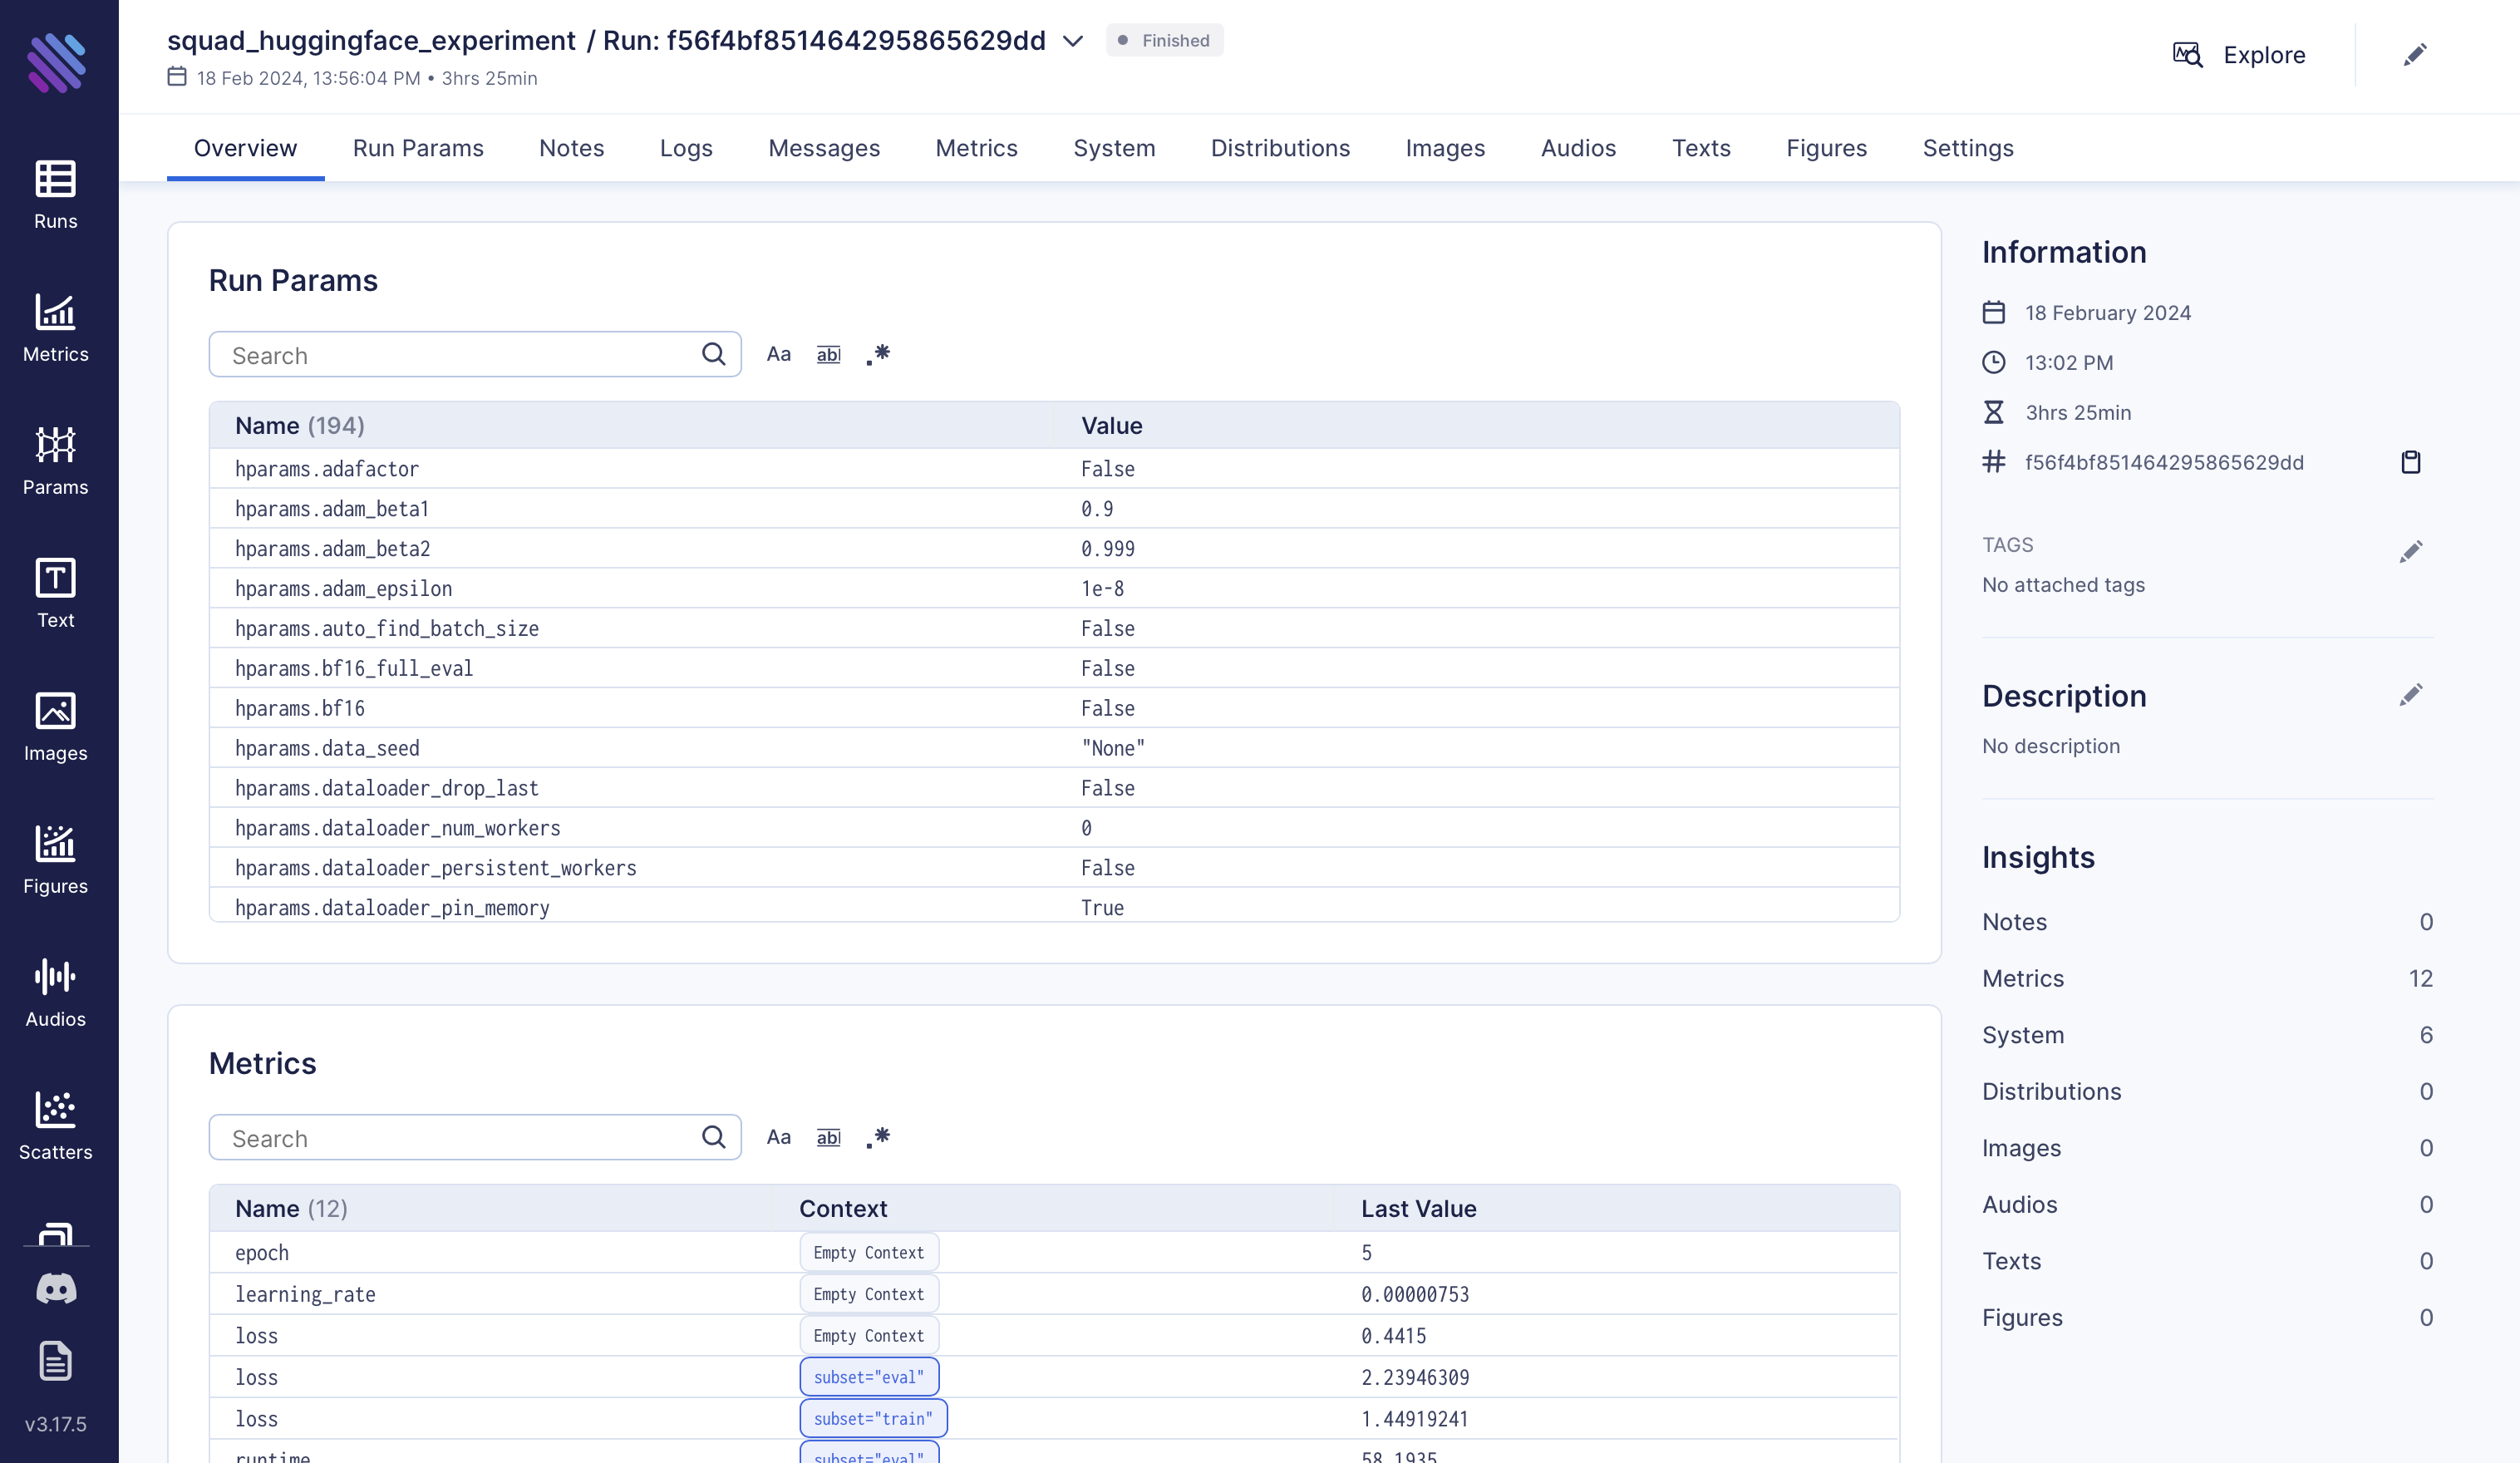 squad_huggingface_experiment / Run: f56f4bf851464295865629dd
Finished
18 Feb 2024, 13:56:04 PM • 3hrs 25min
Explore
Overview Run Params Notes Logs Messages Metrics System Distributions Images Audios Texts Figures Settings
Runs
Metrics
Params
Text
Images
Figures
Audios
Scatters
v3.17.5
Run Params
Search Aa ab .*
Name (194) Value
hparams.adafactor False
hparams.adam_beta1 0.9
hparams.adam_beta2 0.999
hparams.adam_epsilon 1e-8
hparams.auto_find_batch_size False
hparams.bf16_full_eval False
hparams.bf16 False
hparams.data_seed "None"
hparams.dataloader_drop_last False
hparams.dataloader_num_workers 0
hparams.dataloader_persistent_workers False
hparams.dataloader_pin_memory True
Metrics
Search Aa ab .*
Name (12) Context Last Value
epoch Empty Context 5
learning_rate Empty Context 0.00000753
loss Empty Context 0.4415
loss subset="eval" 2.23946309
loss subset="train" 1.44919241
runtime subset="eval" 58.1935
Information
18 February 2024
13:02 PM
3hrs 25min
# f56f4bf851464295865629dd
TAGS
No attached tags
Description
No description
Insights
Notes 0
Metrics 12
System 6
Distributions 0
Images 0
Audios 0
Texts 0
Figures 0